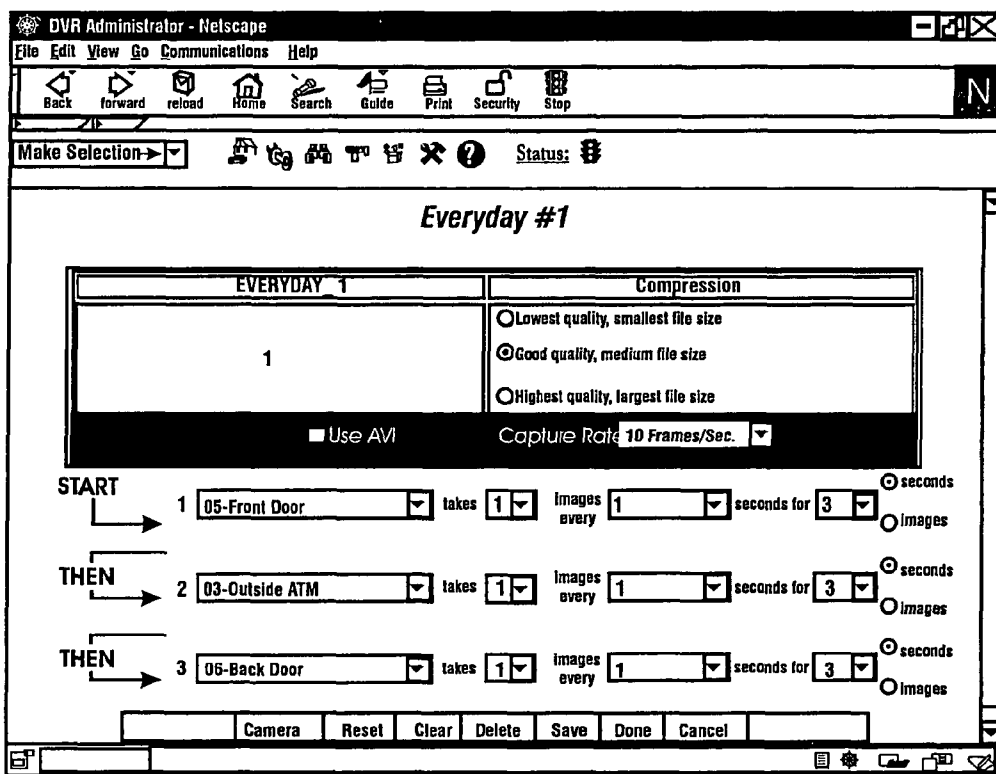 DVR Administrator - Netscape
File Edit View Go Communications Help
Back forward reload Home Search Guide Print Security Stop
N
Make Selection
Status:
Everyday #1
EVERYDAY_ 1 Compression
1
Lowest quality, smallest file size
Good quality, medium file size
Highest quality, largest file size
Use AVI Capture Rate 10 Frames/Sec.
START
1 05-Front Door takes 1 images every 1 seconds for 3 seconds
images
THEN
2 03-Outside ATM takes 1 images every 1 seconds for 3 seconds
images
THEN
3 06-Back Door takes 1 images every 1 seconds for 3 seconds
images
Camera Reset Clear Delete Save Done Cancel